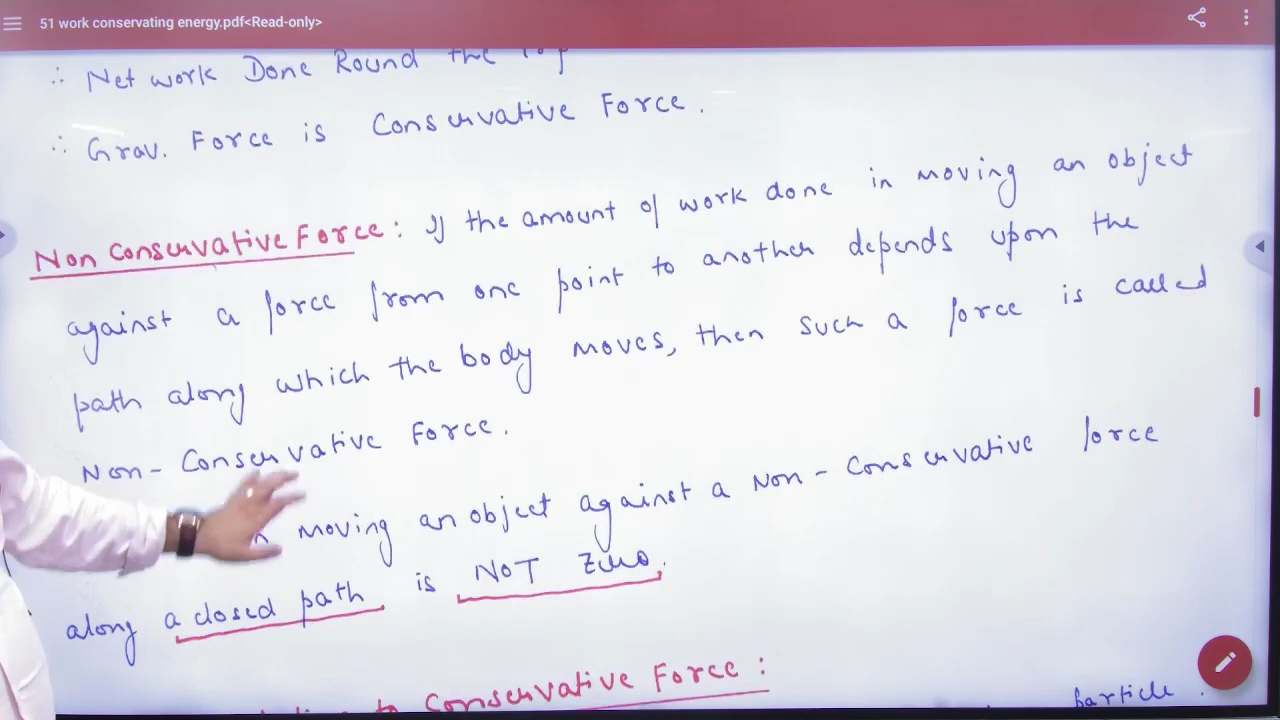 51 work conservating energy.pdf<Read-only>
∴ Net work Done Round the
∴ Grav. Force is Conservative Force.
Non Conservative Force: If the amount of work done in moving an object
against a force from one point to another depends upon the
path along which the body moves, then such a force is called
Non-Conservative Force.
moving an object against a Non-Conservative force
along a closed path is NOT Zero.
to Conservative Force:
particle.